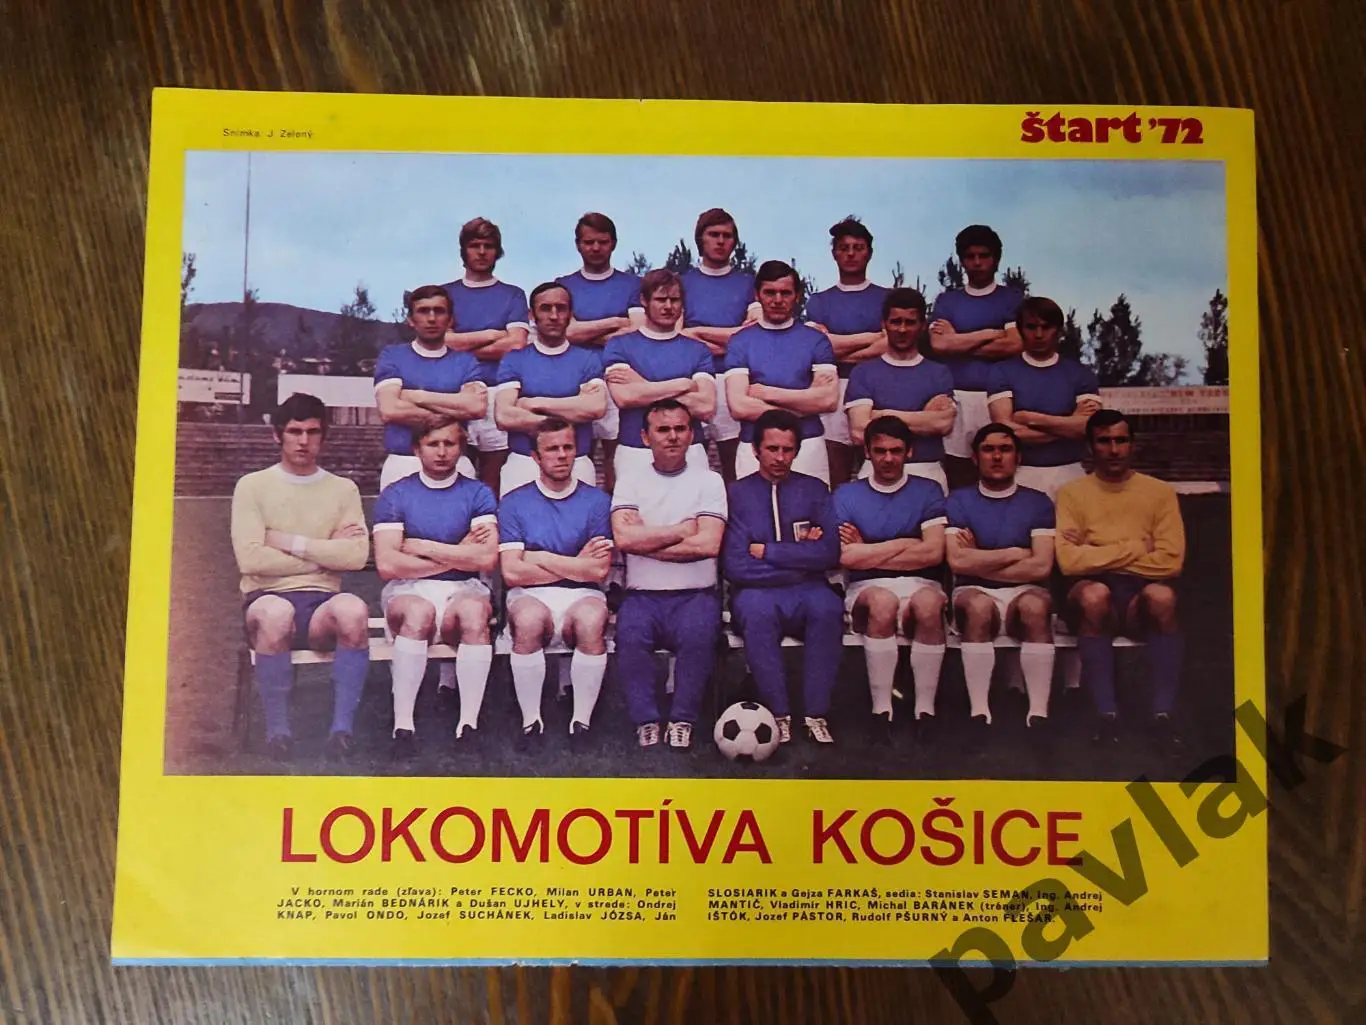 Snímka: J. Zelený
štart '72
LOKOMOTÍVA KOŠICE
V hornom rade (zľava): Peter FECKO, Milan URBAN, Peter
JACKO, Marián BEDNÁRIK a Dušan UJHELY, v strede: Ondrej
KNAP, Pavol ONDO, Jozef SUCHÁNEK, Ladislav JÓZSA, Ján
SLOSIARIK a Gejza FARKAŠ, sedia: Stanislav SEMAN, Ing. Andrej
MANTIČ, Vladimír HRIC, Michal BARÁNEK (tréner), Ing. Andrej
IŠTÓK, Jozef PÁSTOR, Rudolf PŠURNÝ a Anton FLEŠÁR.
pavlak